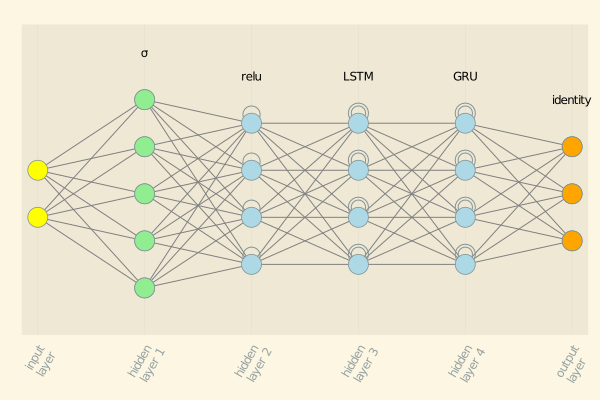 σ
relu
LSTM
GRU
identity
input
layer
hidden
layer 1
hidden
layer 2
hidden
layer 3
hidden
layer 4
output
layer